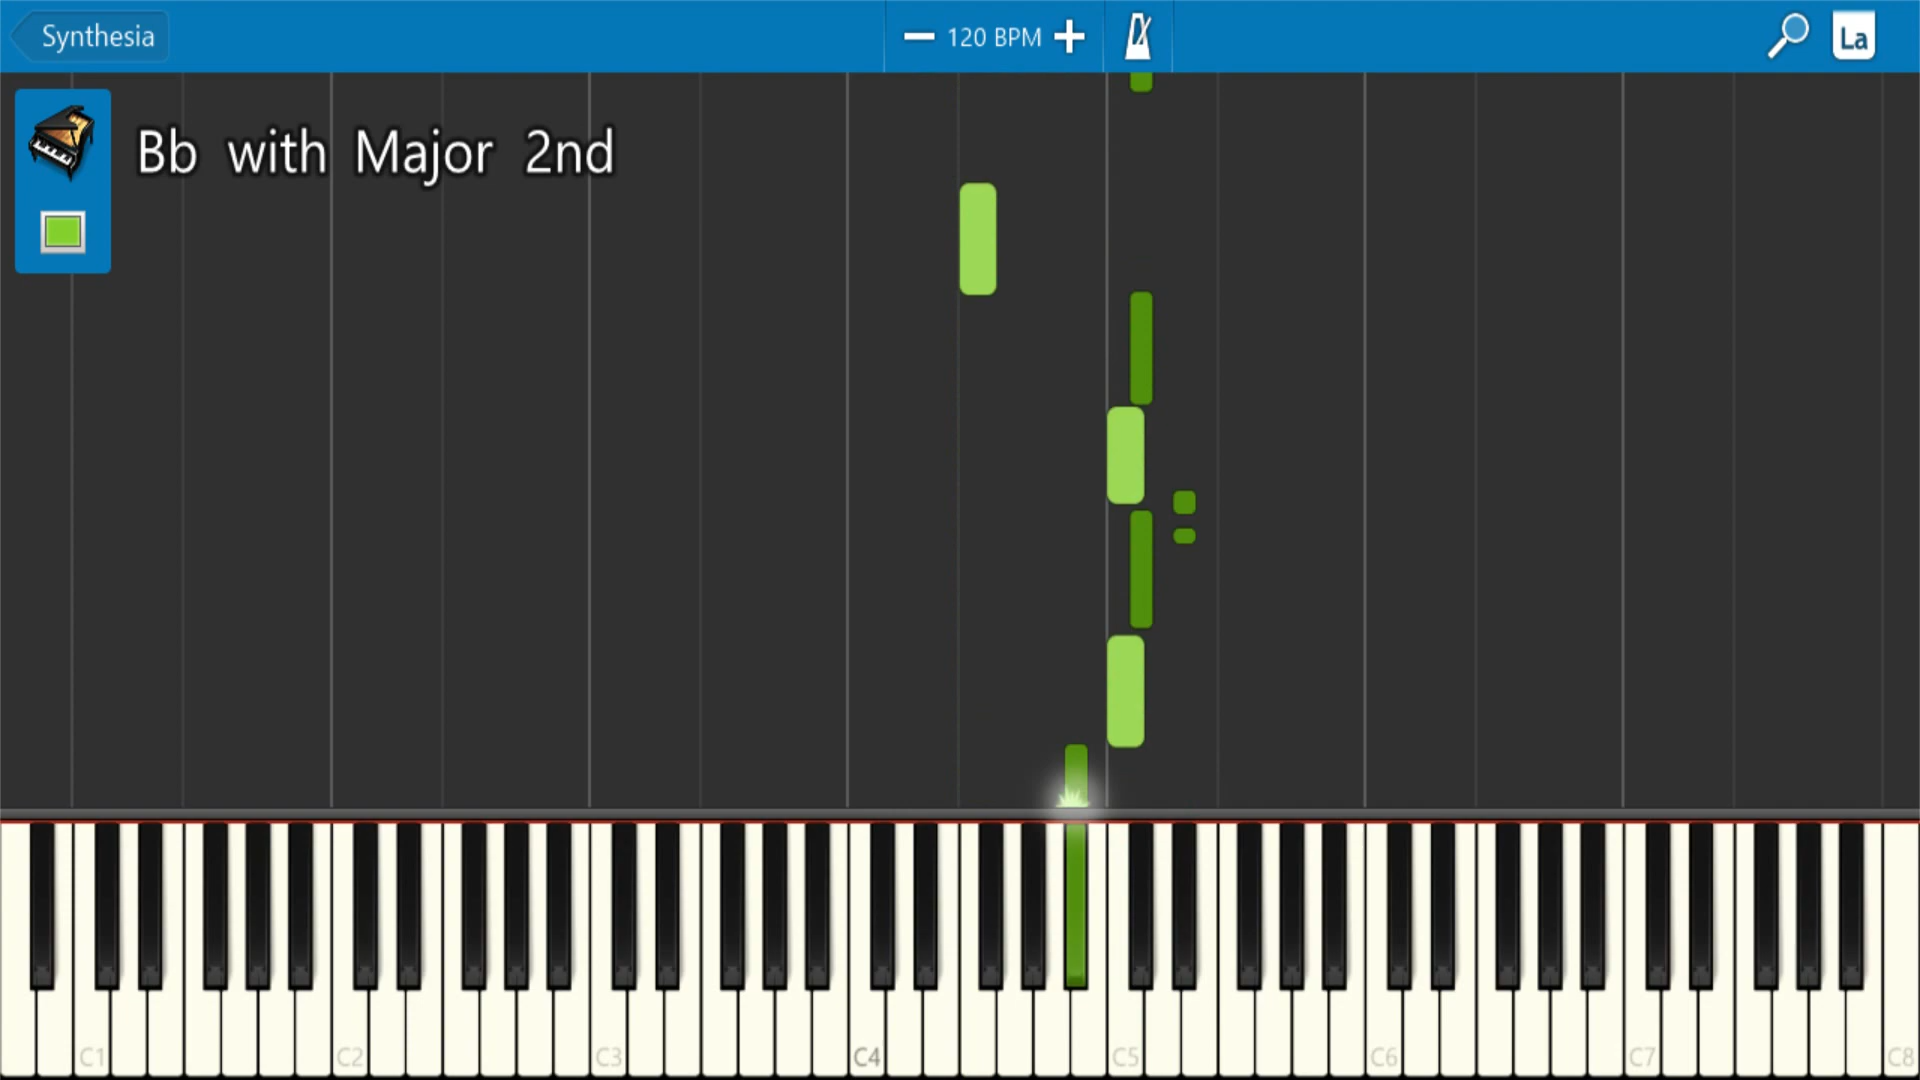 Synthesia
120 BPM
La
Bb with Major 2nd
C1 C2 C3 C4 C5 C6 C7 C8